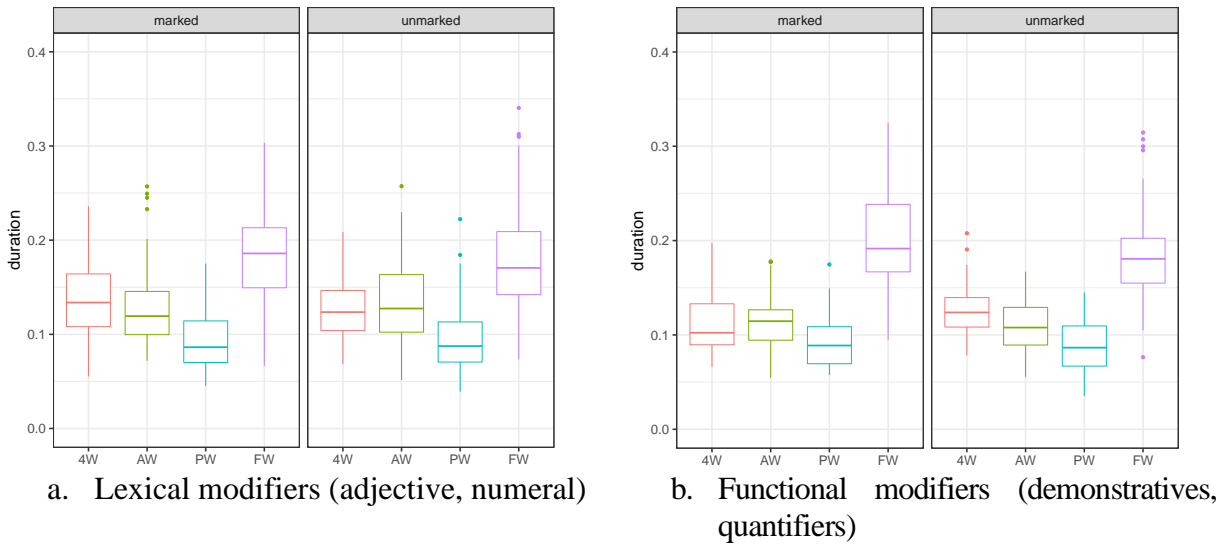 marked unmarked
0.4
0.3
0.2
0.1
0.0
duration
4W AW PW FW 4W AW PW FW
a. Lexical modifiers (adjective, numeral)
marked unmarked
0.4
0.3
0.2
0.1
0.0
duration
4W AW PW FW 4W AW PW FW
b. Functional modifiers (demonstratives,
quantifiers)